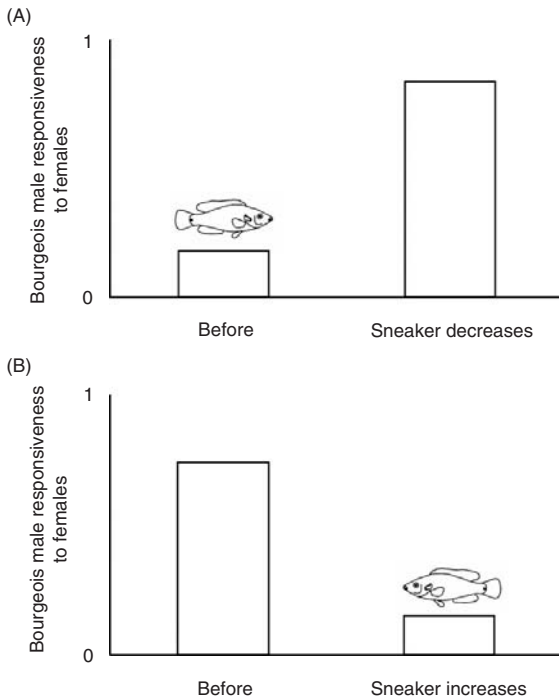 (A)
1
Bourgeois male responsiveness
to females
0
Before
Sneaker decreases
(B)
1
Bourgeois male responsiveness
to females
0
Before
Sneaker increases